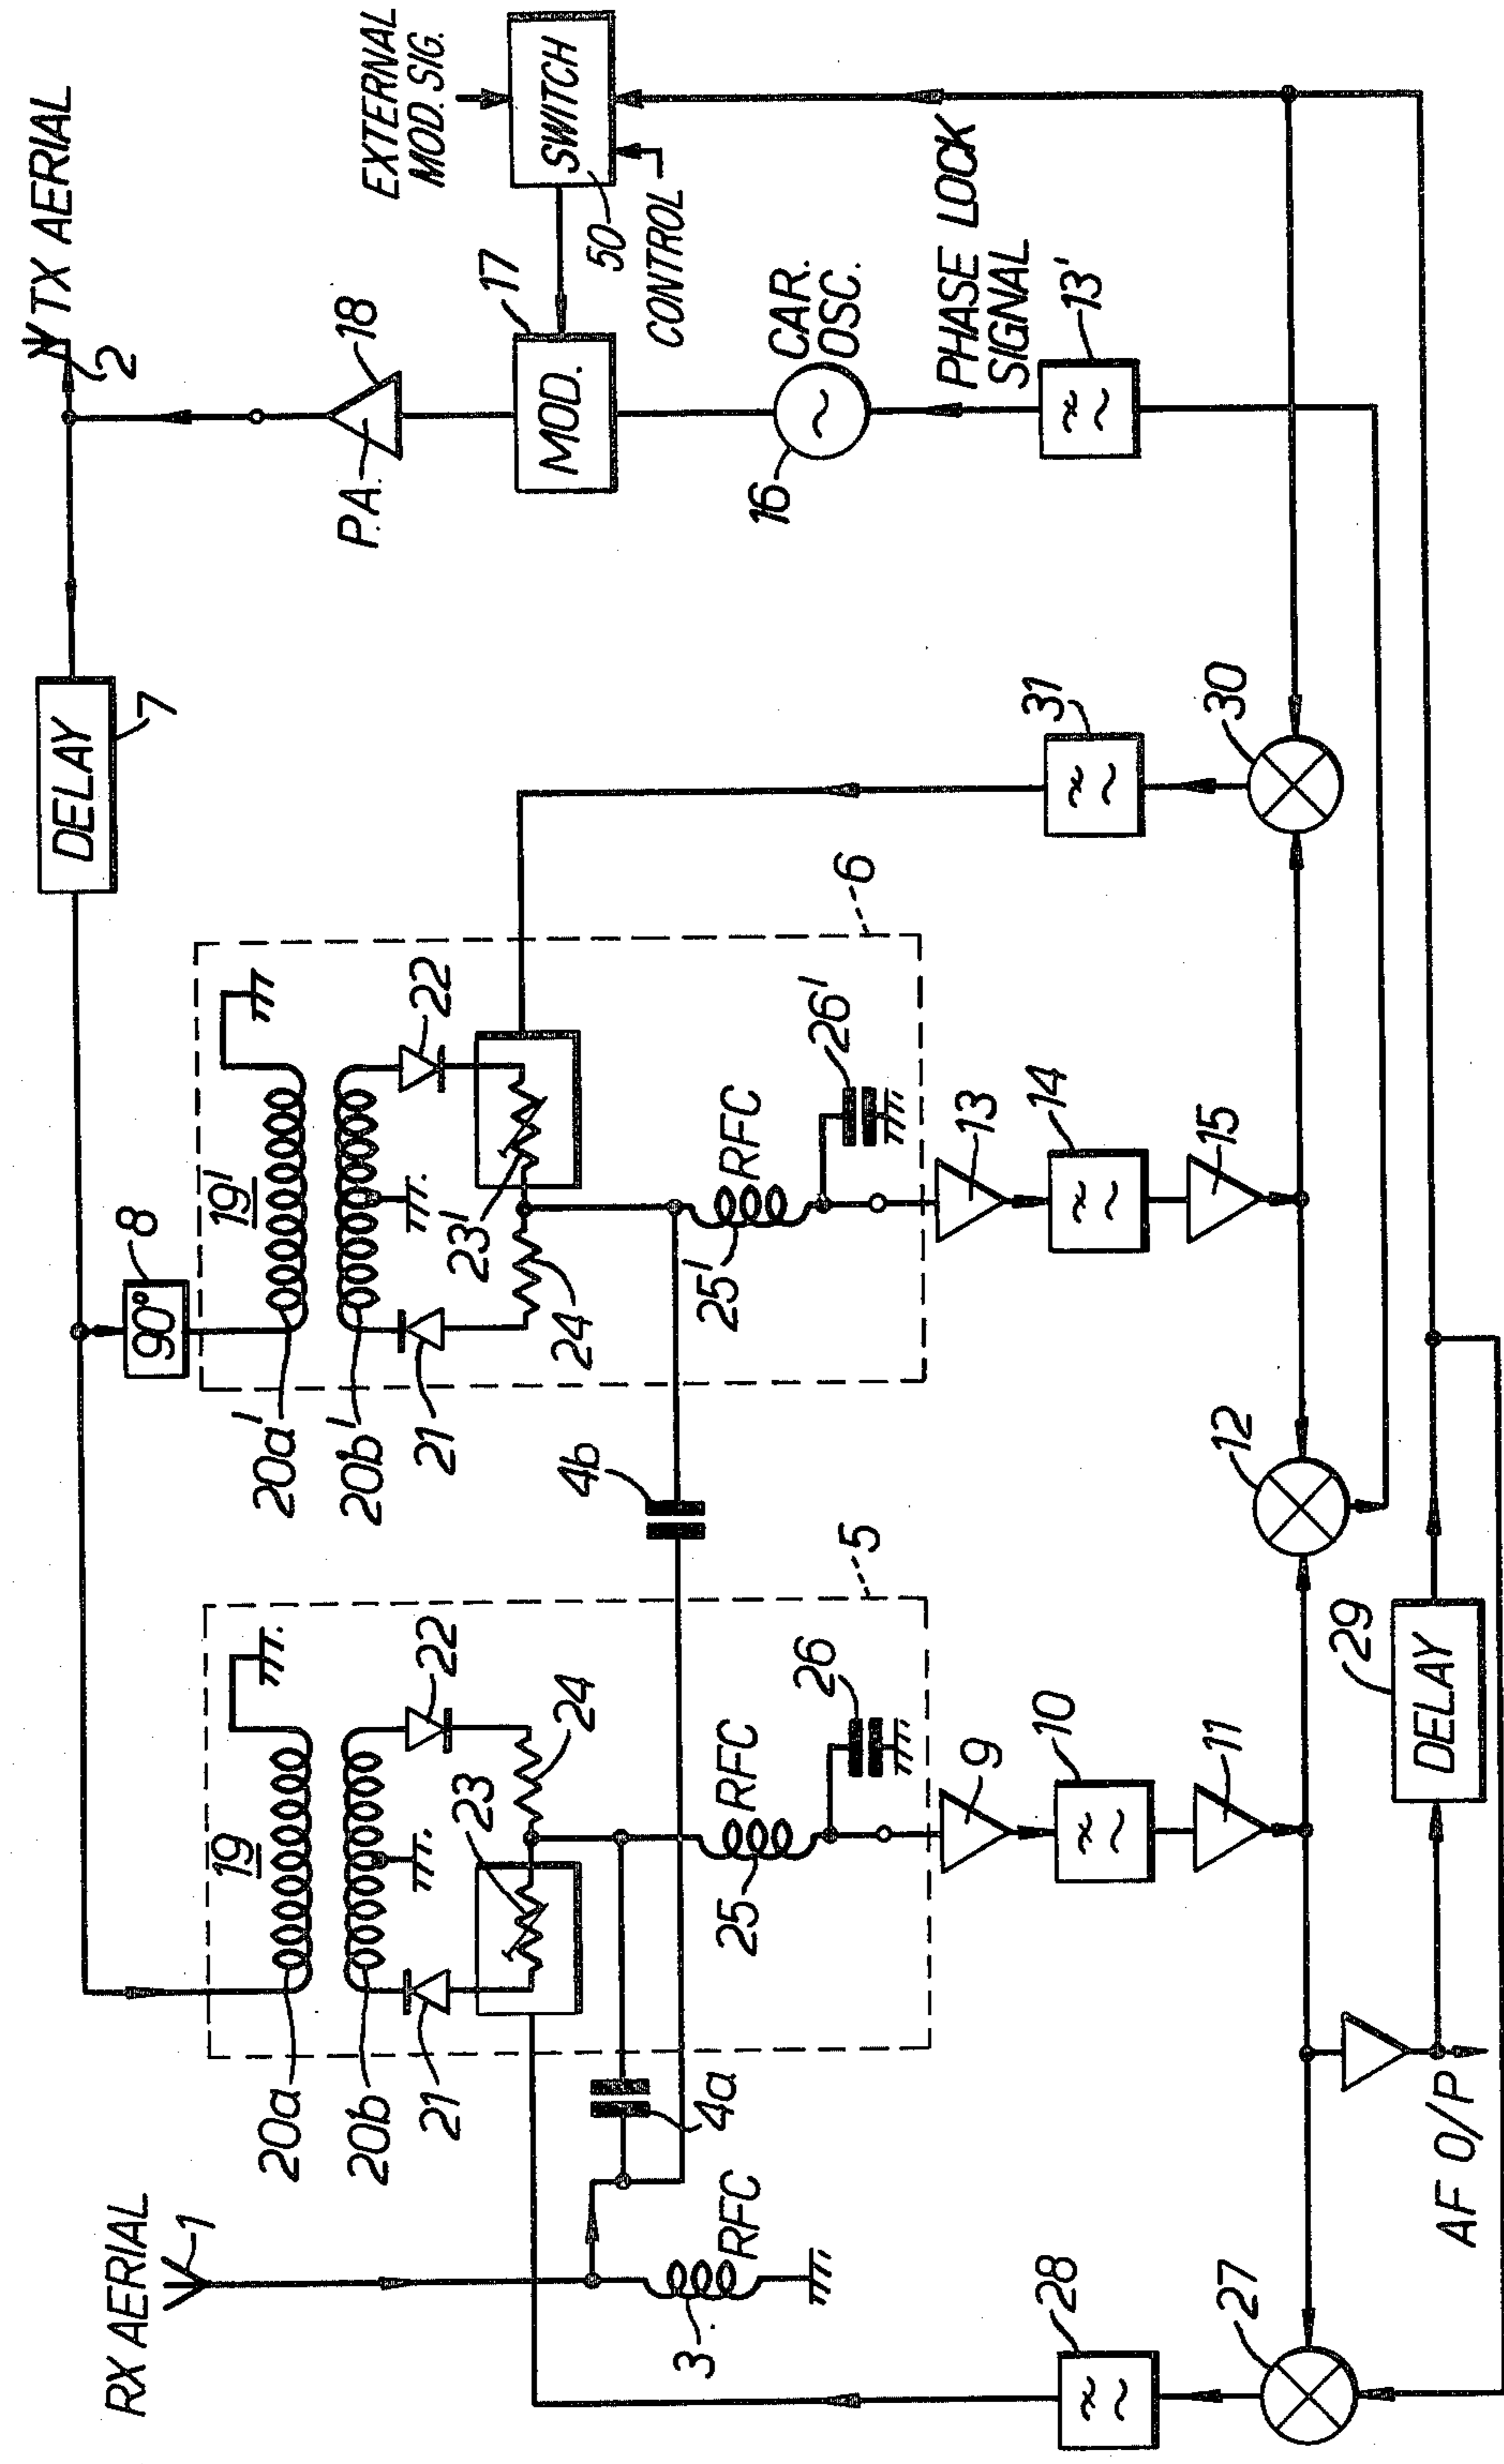 RX AERIAL
1
TX AERIAL
2
DELAY
7
90°
8
19
19'
20a
20b
21
22
23
24
20a'
20b'
21
22
23'
24
P.A.
18
17
MOD.
EXTERNAL
MOD. SIG.
SWITCH
50
CONTROL
CAR.
OSC.
16
~
PHASE LOCK
SIGNAL
13'
3
RFC
4a
4b
RFC
25
26
5
RFC
25'
26'
6
9
10
11
13
14
15
31
30
12
28
27
29
DELAY
AF O/P